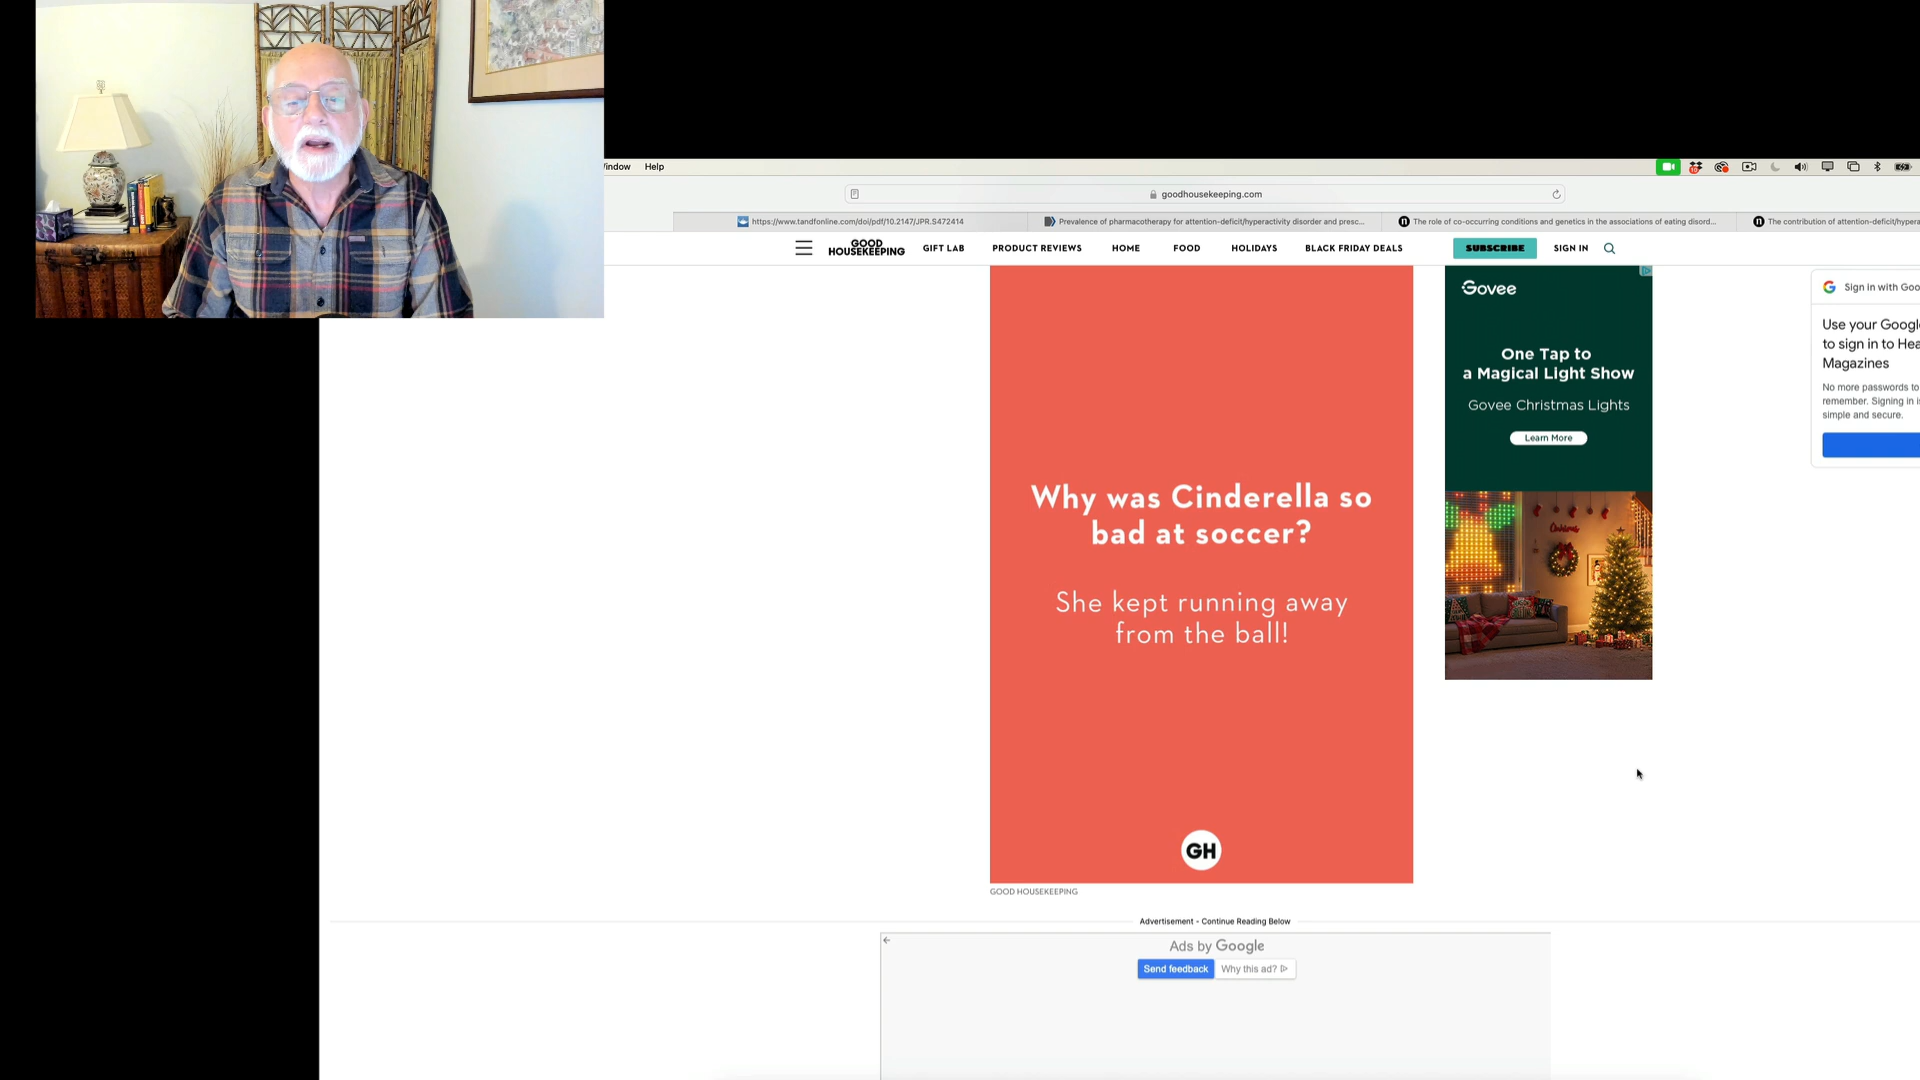 Window Help
goodhousekeeping.com
https://www.tandfonline.com/doi/pdf/10.2147/JPR.S472414
Prevalence of pharmacotherapy for attention-deficit/hyperactivity disorder and presc...
The role of co-occurring conditions and genetics in the associations of eating disord...
The contribution of attention-deficit/hypera
GOOD
HOUSEKEEPING
GIFT LAB PRODUCT REVIEWS HOME FOOD HOLIDAYS BLACK FRIDAY DEALS SUBSCRIBE SIGN IN
Why was Cinderella so
bad at soccer?
She kept running away
from the ball!
GH
GOOD HOUSEKEEPING
Govee
One Tap to
a Magical Light Show
Govee Christmas Lights
Learn More
Sign in with Goo
Use your Google
to sign in to Hea
Magazines
No more passwords to
remember. Signing in is
simple and secure.
Advertisement - Continue Reading Below
Ads by Google
Send feedback Why this ad?